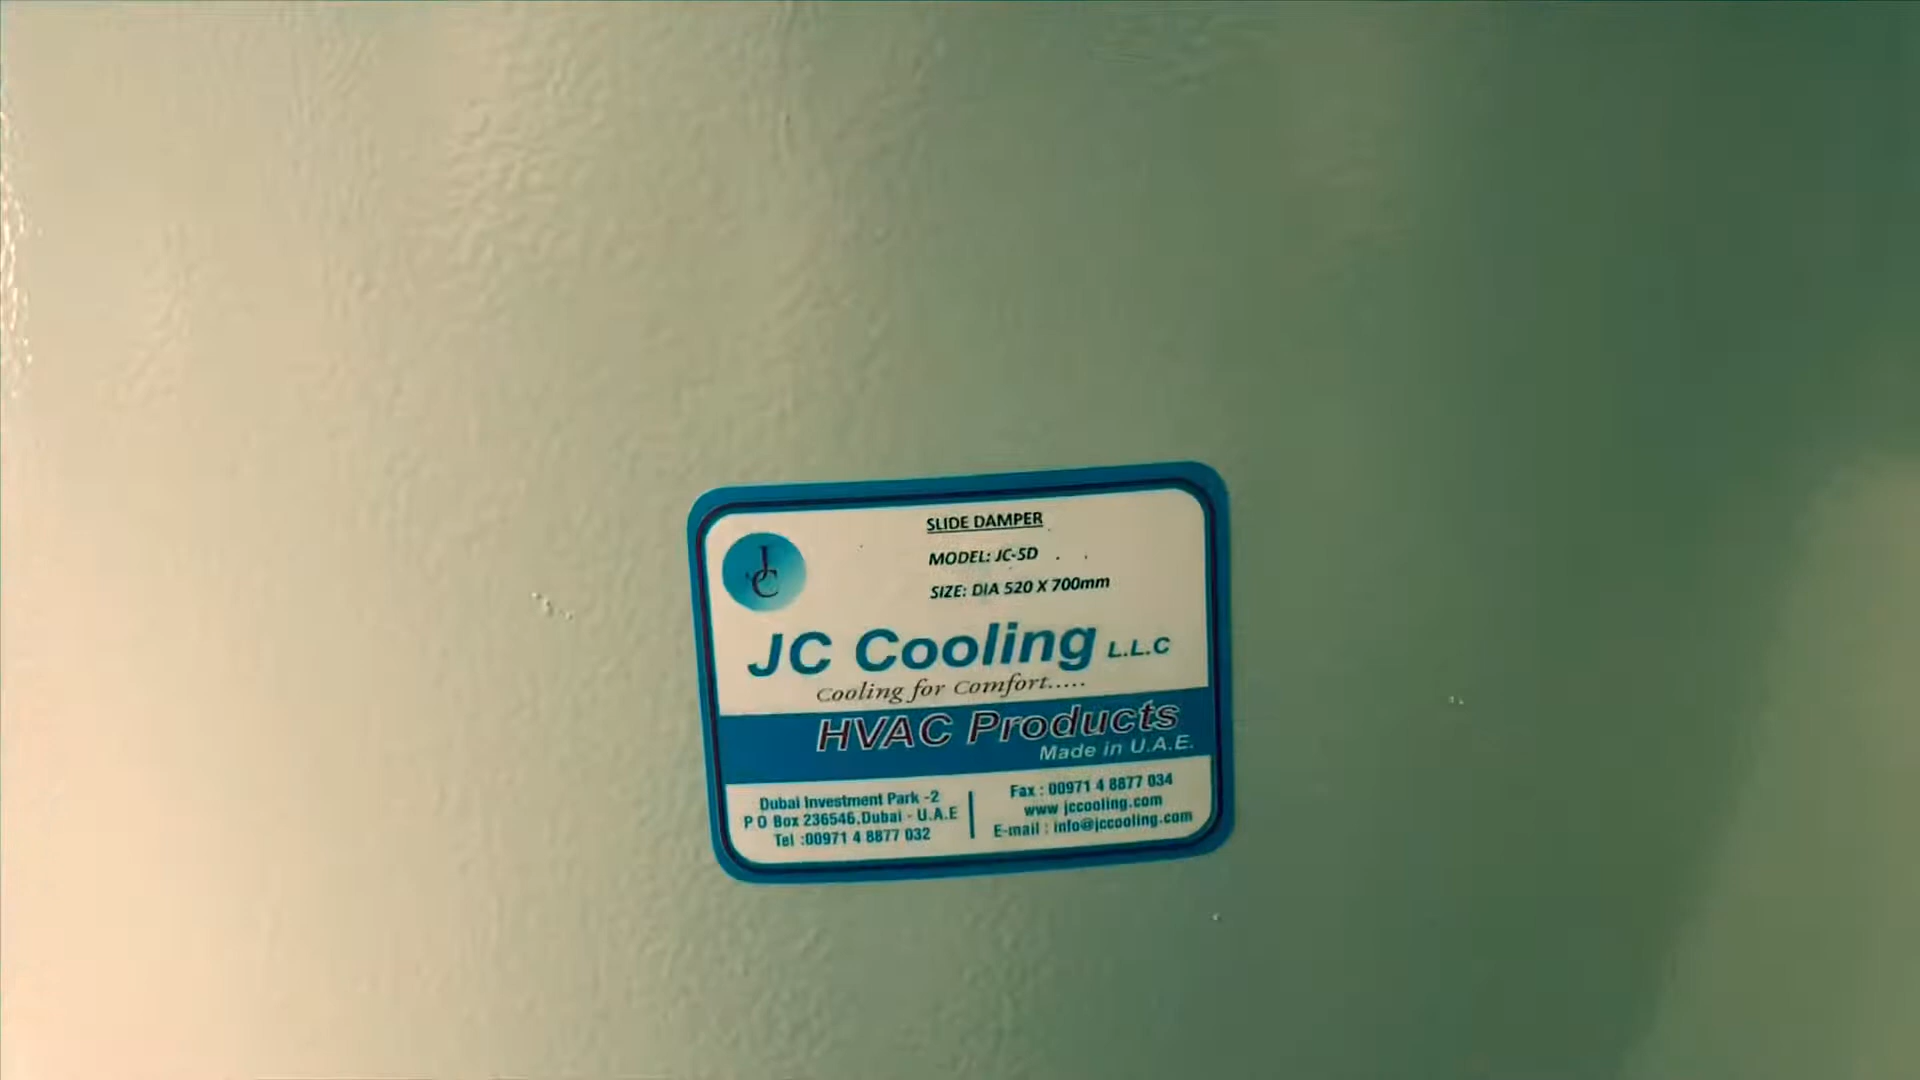 JC
SLIDE DAMPER
MODEL: JC-SD
SIZE: DIA 520 X 700mm
JC Cooling L.L.C
Cooling for Comfort.....
HVAC Products
Made in U.A.E.
Dubai Investment Park -2
P O Box 236546,Dubai - U.A.E
Tel :00971 4 8877 032
Fax : 00971 4 8877 034
www jccooling.com
E-mail : info@jccooling.com